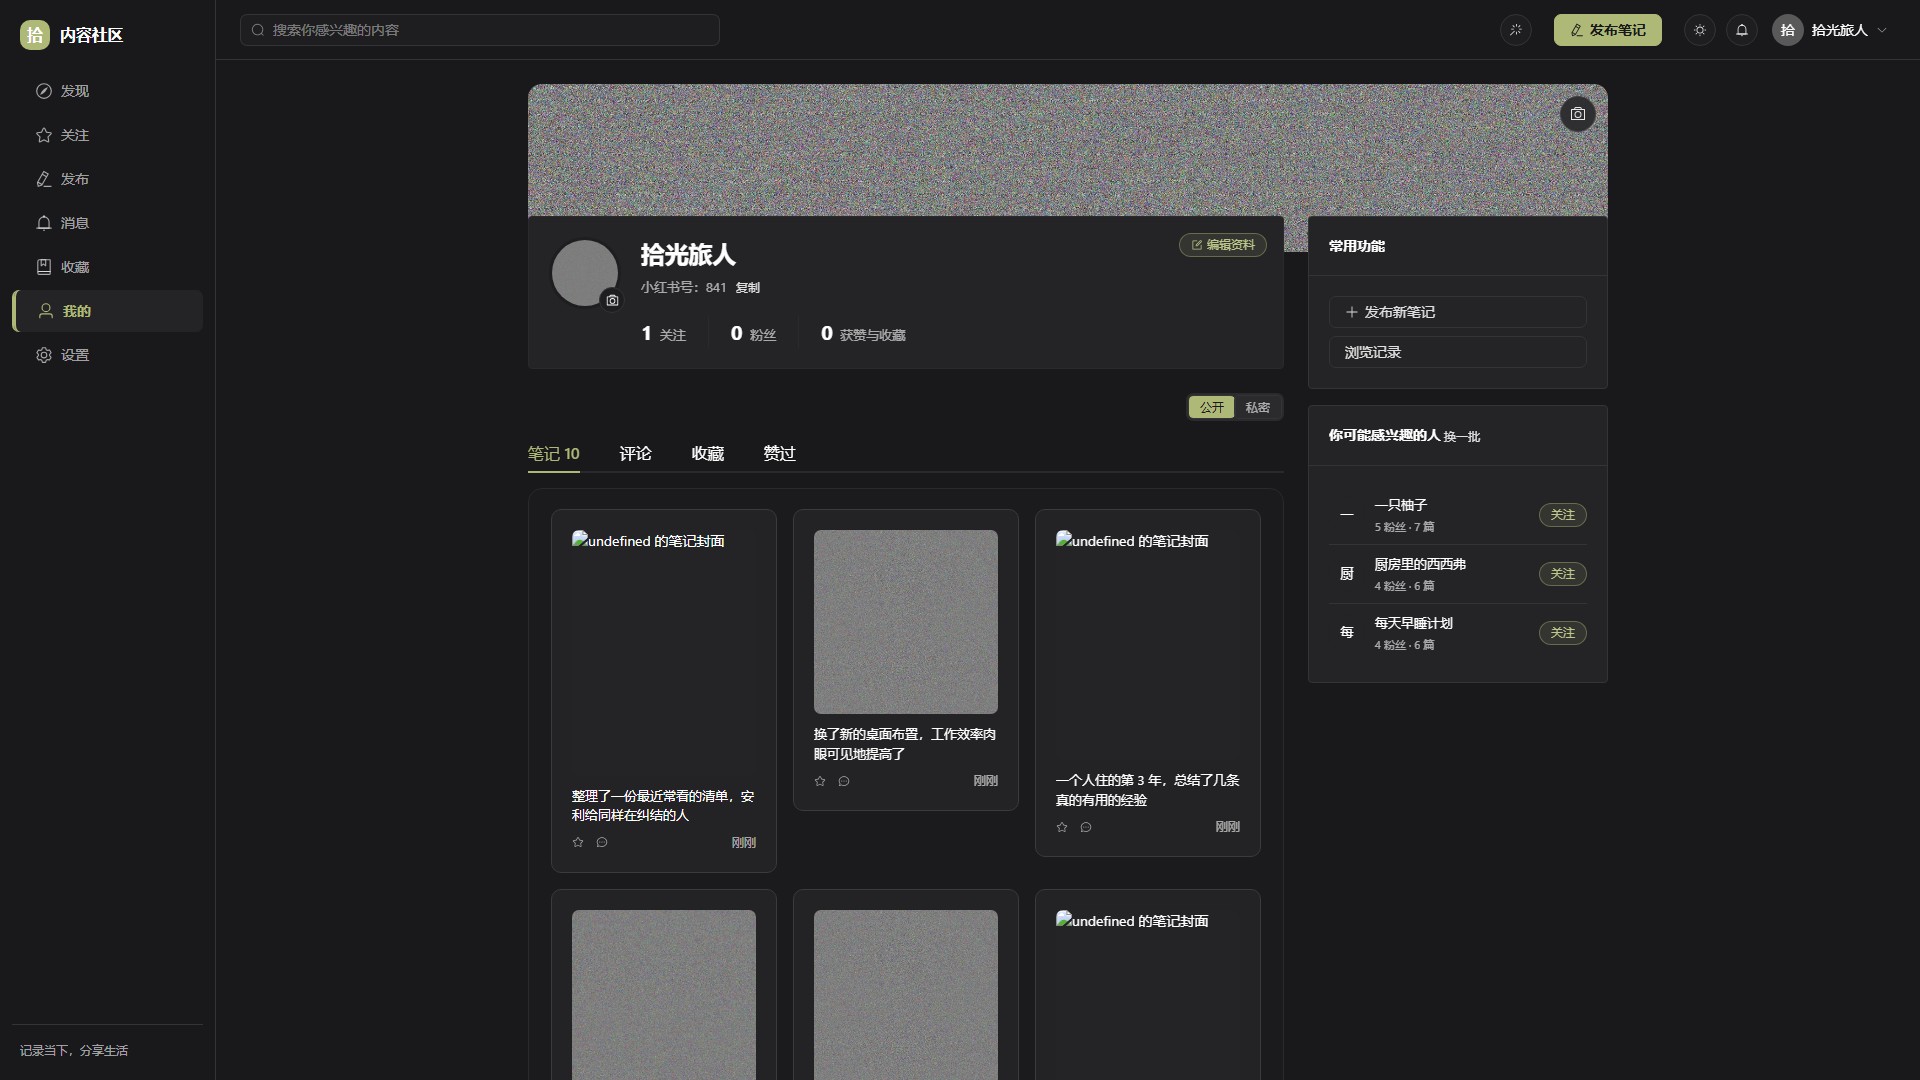 拾 内容社区
发现
关注
发布
消息
收藏
我的
设置
记录当下，分享生活
搜索你感兴趣的内容
发布笔记
拾 拾光旅人
拾光旅人
小红书号：841 复制
编辑资料
1 关注 0 粉丝 0 获赞与收藏
公开 私密
笔记 10 评论 收藏 赞过
undefined 的笔记封面
整理了一份最近常看的清单，安
利给同样在纠结的人
刚刚
换了新的桌面布置，工作效率肉
眼可见地提高了
刚刚
undefined 的笔记封面
一个人住的第 3 年，总结了几条
真的有用的经验
刚刚
undefined 的笔记封面
常用功能
发布新笔记
浏览记录
你可能感兴趣的人 换一批
一 一只柚子
5 粉丝 · 7 篇
关注
厨 厨房里的西西弗
4 粉丝 · 6 篇
关注
每 每天早睡计划
4 粉丝 · 6 篇
关注